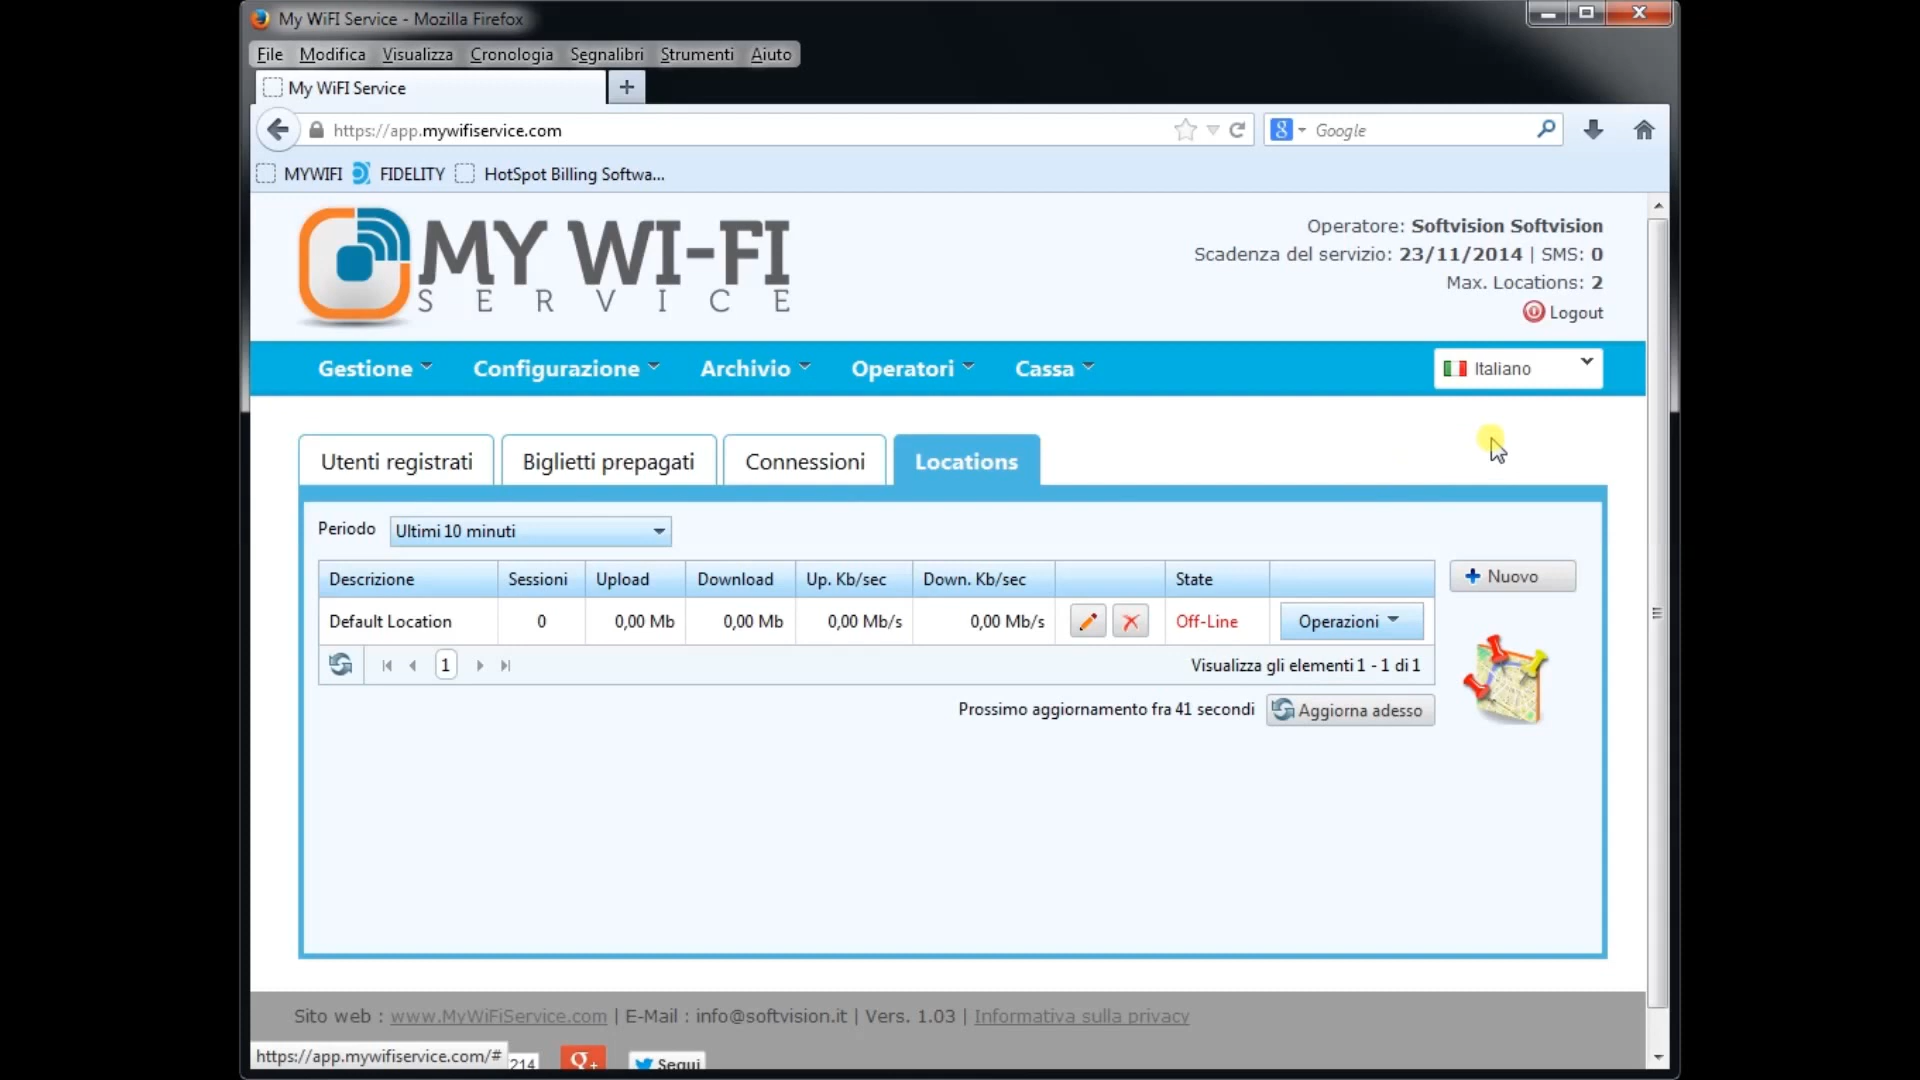 My WiFI Service - Mozilla Firefox
File Modifica Visualizza Cronologia Segnalibri Strumenti Aiuto
My WiFI Service
https://app.mywifiservice.com
Google
MYWIFI FIDELITY HotSpot Billing Softwa...
MY WI-FI
SERVICE
Operatore: Softvision Softvision
Scadenza del servizio: 23/11/2014 | SMS: 0
Max. Locations: 2
Logout
Gestione Configurazione Archivio Operatori Cassa Italiano
Utenti registrati Biglietti prepagati Connessioni Locations
Periodo Ultimi 10 minuti
Descrizione Sessioni Upload Download Up. Kb/sec Down. Kb/sec State
Nuovo
Default Location 0 0,00 Mb 0,00 Mb 0,00 Mb/s 0,00 Mb/s Off-Line Operazioni
1 Visualizza gli elementi 1 - 1 di 1
Prossimo aggiornamento fra 41 secondi Aggiorna adesso
Sito web : www.MyWiFiService.com | E-Mail : info@softvision.it | Vers. 1.03 | Informativa sulla privacy
https://app.mywifiservice.com/# 214 g+ Segui